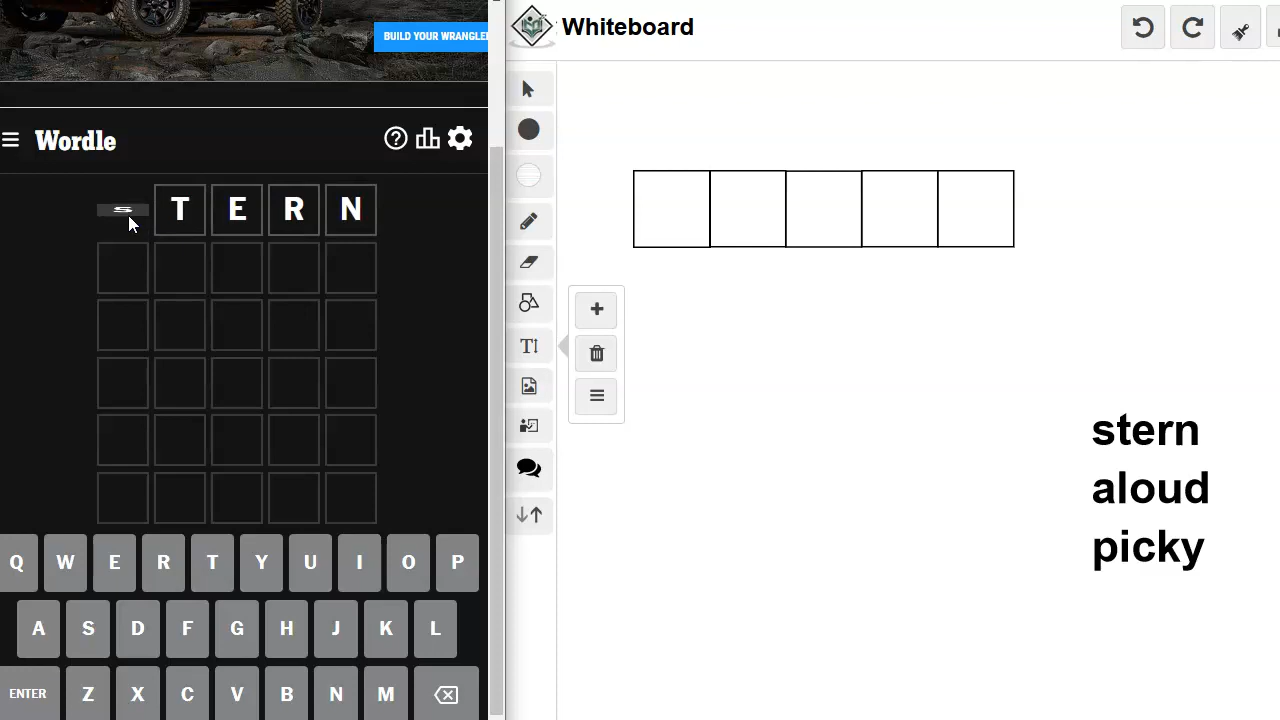 BUILD YOUR WRANGLER
Whiteboard
Wordle
S T E R N
T
stern
aloud
picky
Q W E R T Y U I O P
A S D F G H J K L
ENTER Z X C V B N M